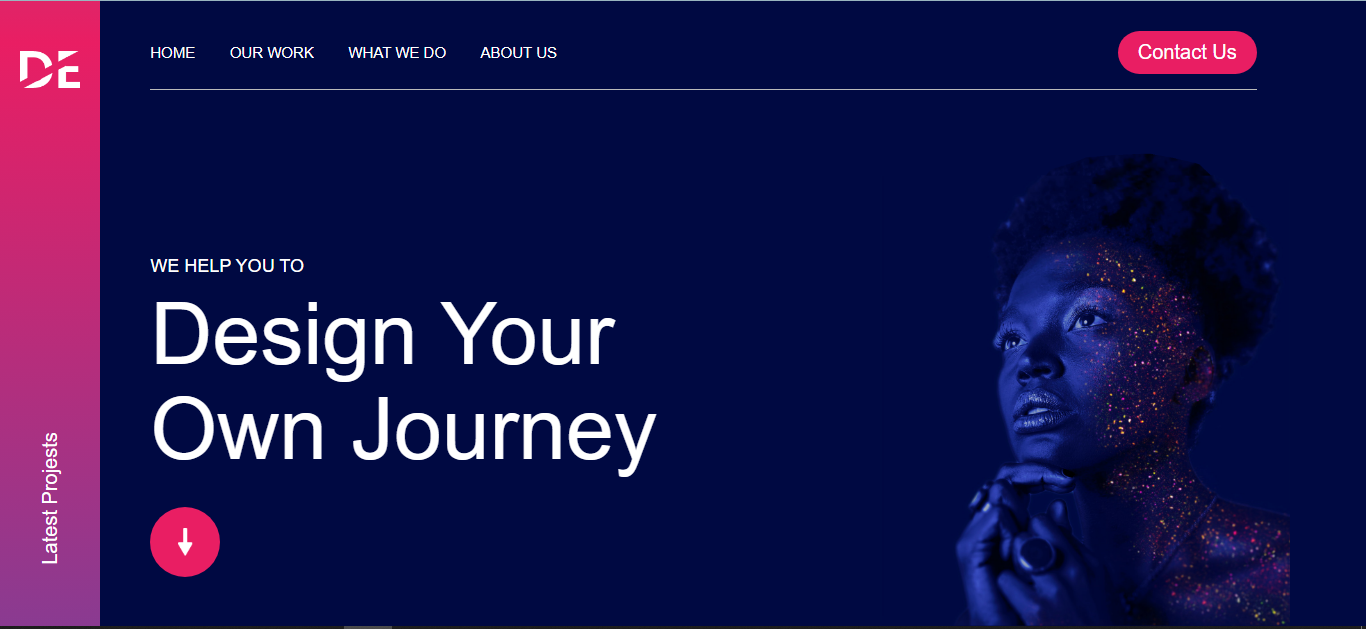 DE
HOME OUR WORK WHAT WE DO ABOUT US
Contact Us
WE HELP YOU TO
Design Your
Own Journey
Latest Projests